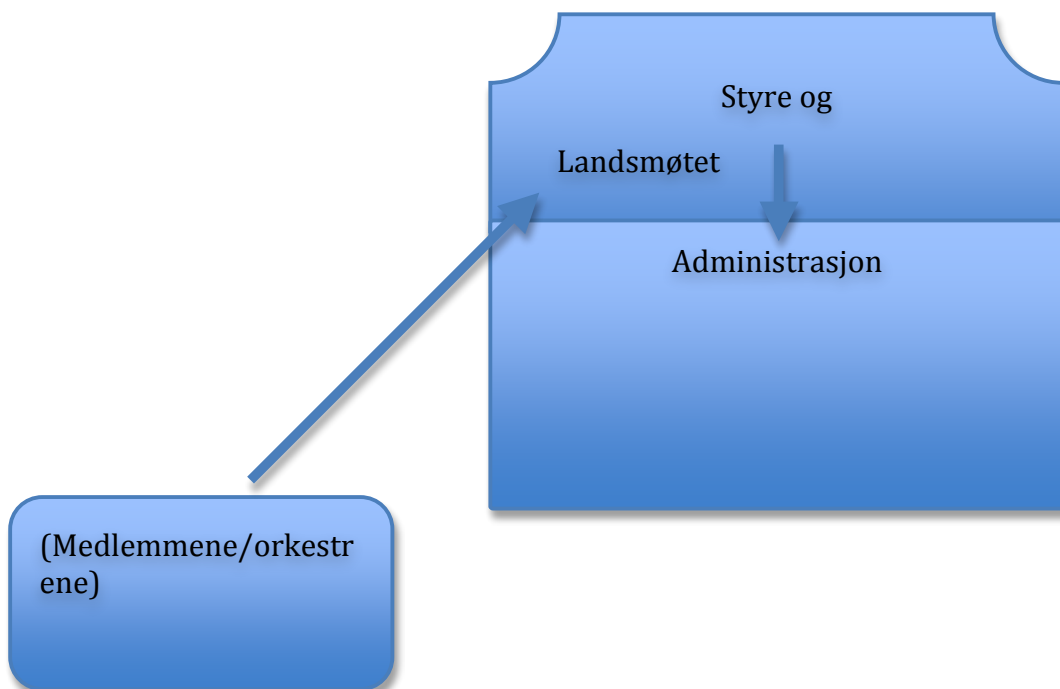 Styre og
Landsmøtet
Administrasjon
(Medlemmene/orkestr
ene)